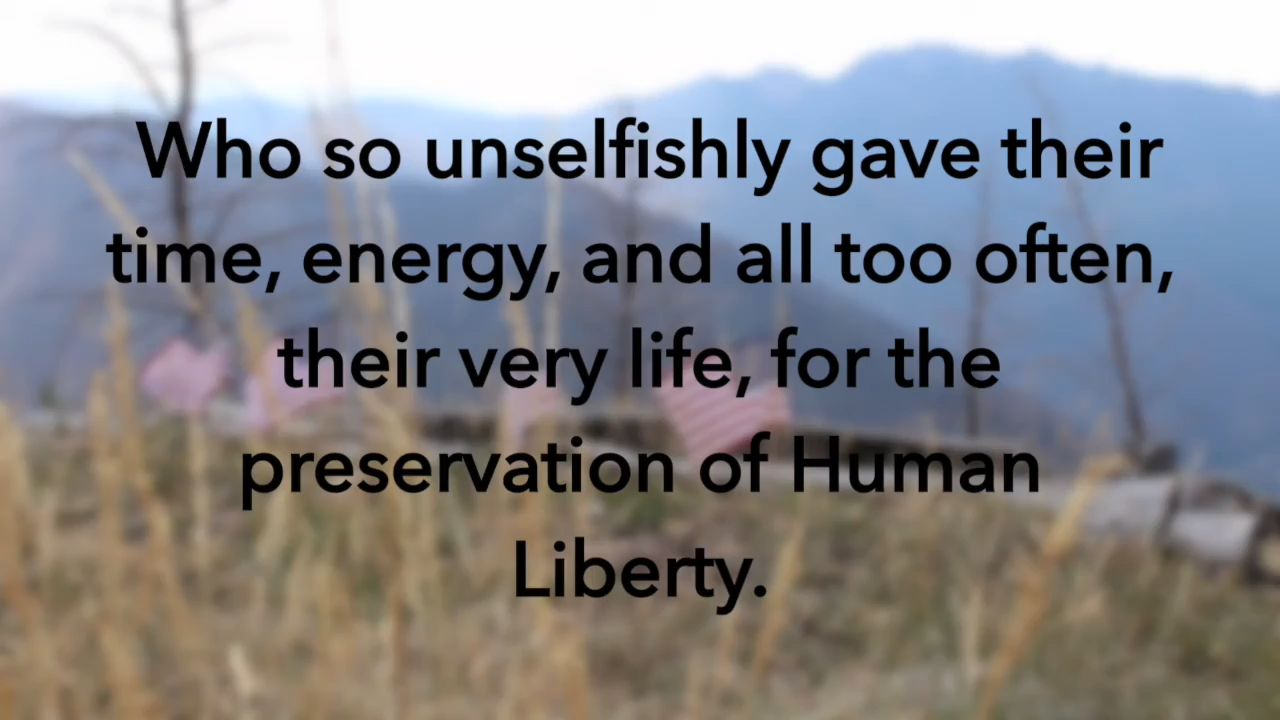 Who so unselfishly gave their
time, energy, and all too often,
their very life, for the
preservation of Human
Liberty.